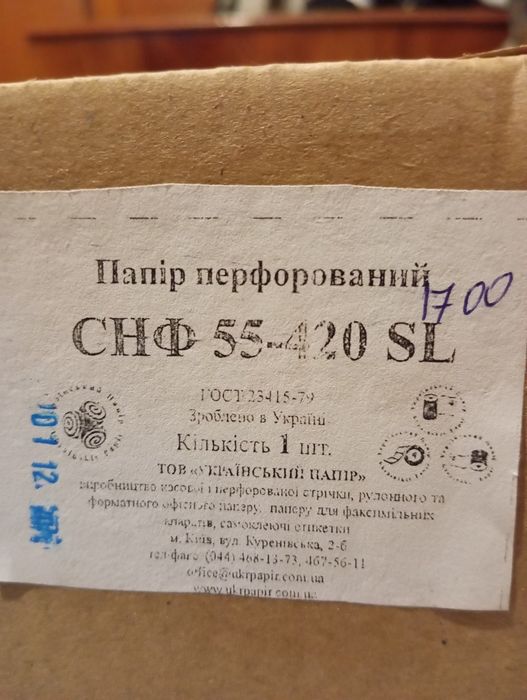 Папір перфорований
1700
СНФ 55-420 SL
ГОСТ 23415-79
Зроблено в Україні
Кількість 1 шт.
ТОВ «УКРАЇНСЬКИЙ ПАПІР»
виробництво касової і перфорованої стрічки, рулонного та
форматного офісного паперу, паперу для факсимільних
апаратів, самоклеючі етикетки
м. Київ, вул. Куренівська, 2-б
тел/факс (044) 468-13-73, 467-56-11
office@ukrpapir.com.ua
www.ukrpapir.com.ua